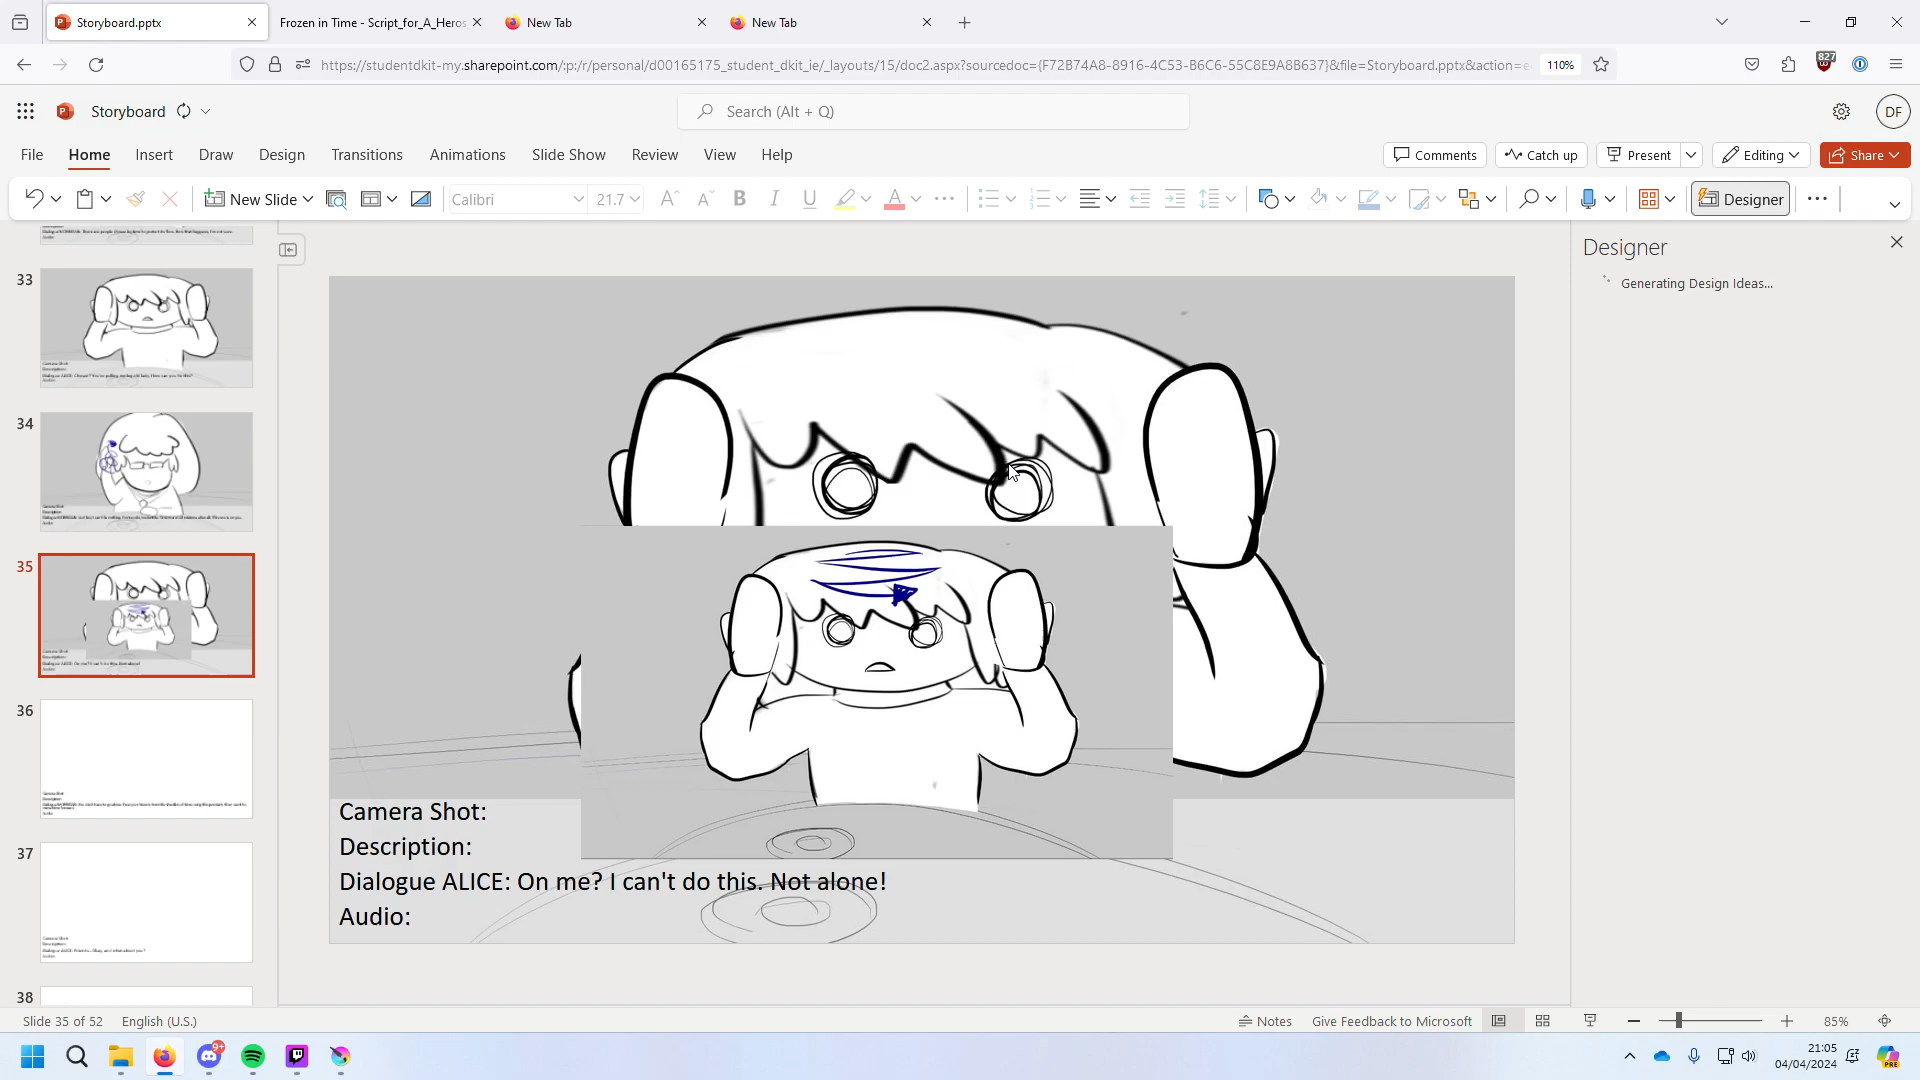 Storyboard.pptx
Frozen in Time - Script_for_A_Heros
New Tab
New Tab
https://studentdkit-my.sharepoint.com/:p:/r/personal/d00165175_student_dkit_ie/_layouts/15/doc2.aspx?sourcedoc={F72B74A8-8916-4C53-B6C6-55C8E9A8B637}&file=Storyboard.pptx&action=e
110%
827
Storyboard
Search (Alt + Q)
DF
File Home Insert Draw Design Transitions Animations Slide Show Review View Help
Comments Catch up Present Editing Share
New Slide Calibri 21.7 B I U A Designer
Designer
Generating Design Ideas...
33
34
35
36
37
38
Camera Shot:
Description:
Dialogue ALICE: On me? I can't do this. Not alone!
Audio:
Slide 35 of 52 English (U.S.) Notes Give Feedback to Microsoft 85%
9+
PRE
21:05
04/04/2024